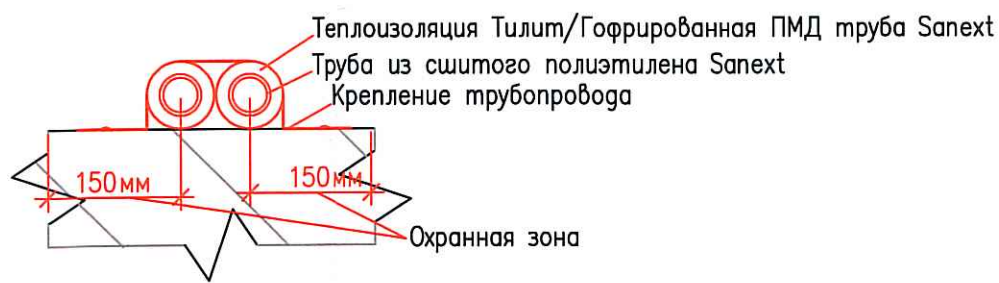 Теплоизоляция Тилит/Гофрированная ПМД труба Sanext
Труба из сшитого полиэтилена Sanext
Крепление трубопровода
150мм
150мм
Охранная зона